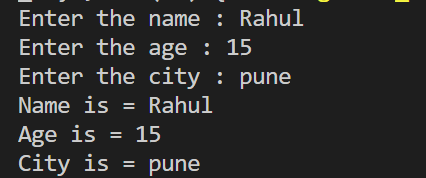 Enter the name : Rahul
Enter the age : 15
Enter the city : pune
Name is = Rahul
Age is = 15
City is = pune